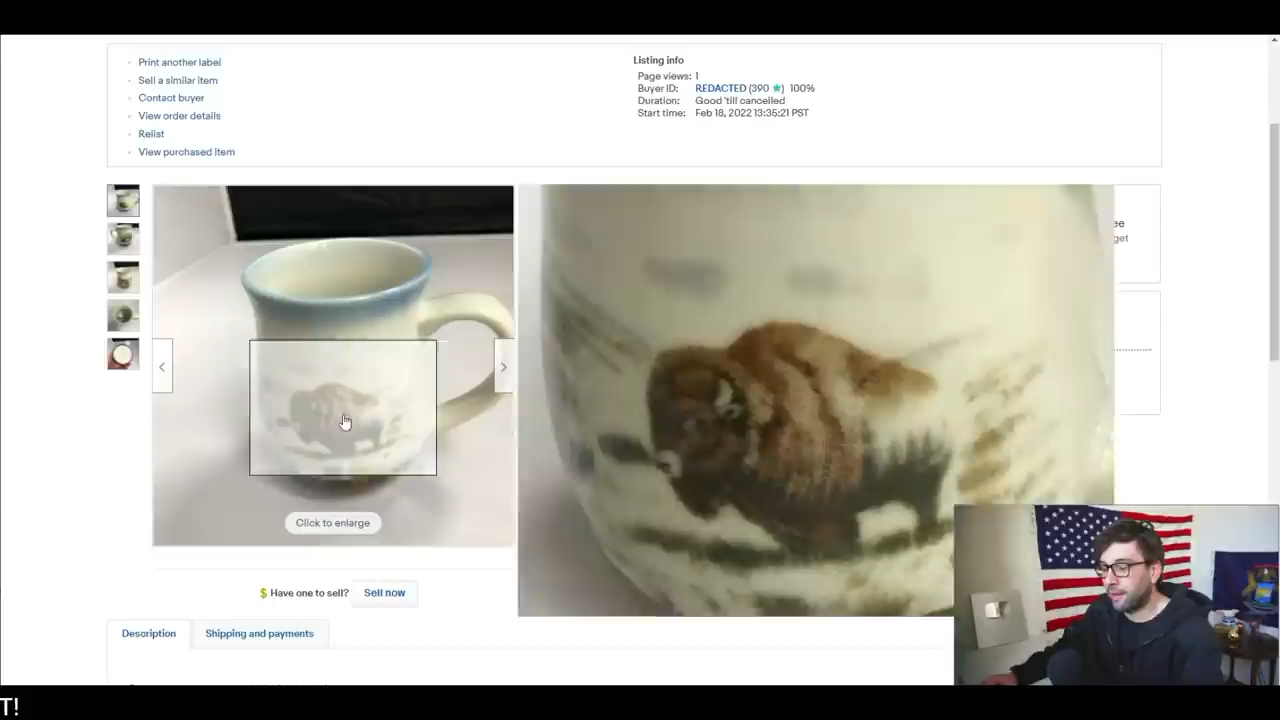 Print another label
Sell a similar item
Contact buyer
View order details
Relist
View purchased item
Listing info
Page views: 1
Buyer ID: REDACTED (390 ★) 100%
Duration: Good 'till cancelled
Start time: Feb 18, 2022 13:35:21 PST
ee
get
Click to enlarge
$ Have one to sell? Sell now
Description
Shipping and payments
T!